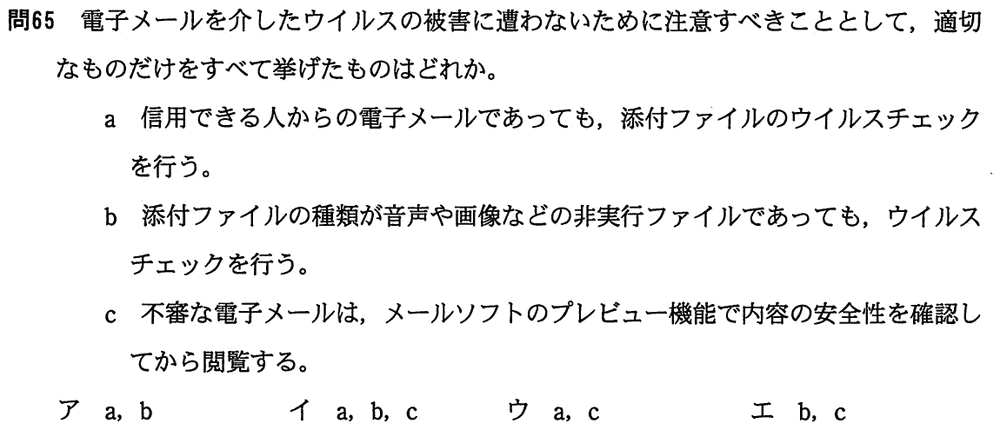 問65 電子メールを介したウイルスの被害に遭わないために注意すべきこととして，適切
なものだけをすべて挙げたものはどれか。
a 信用できる人からの電子メールであっても，添付ファイルのウイルスチェック
を行う。
b 添付ファイルの種類が音声や画像などの非実行ファイルであっても，ウイルス
チェックを行う。
c 不審な電子メールは，メールソフトのプレビュー機能で内容の安全性を確認し
てから閲覧する。
ア a, b イ a, b, c ウ a, c エ b, c